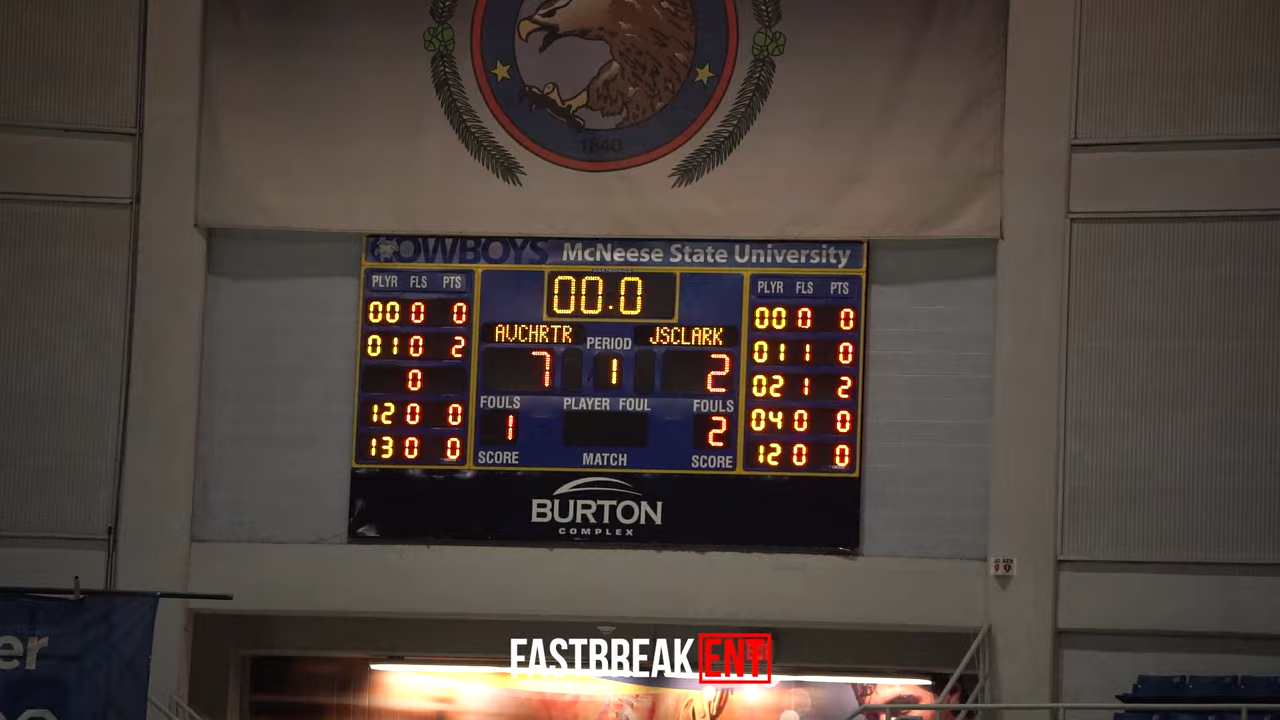 1840
COWBOYS McNeese State University
PLYR FLS PTS
00 0 0
01 0 2
0
12 0 0
13 0 0
00.0
AVCHRTR PERIOD JSCLARK
7 1 2
FOULS PLAYER FOUL FOULS
1 2
SCORE MATCH SCORE
PLYR FLS PTS
00 0 0
01 1 0
02 1 2
04 0 0
12 0 0
BURTON
COMPLEX
er
FASTBREAK ENT